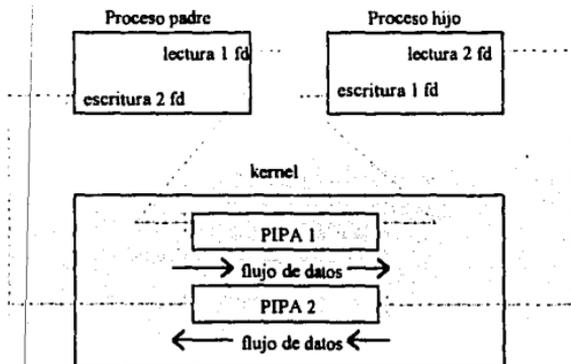 Proceso padre
Proceso hijo
lectura 1 fd
lectura 2 fd
escritura 2 fd
escritura 1 fd
kernel
PIPA 1
flujo de datos
PIPA 2
flujo de datos